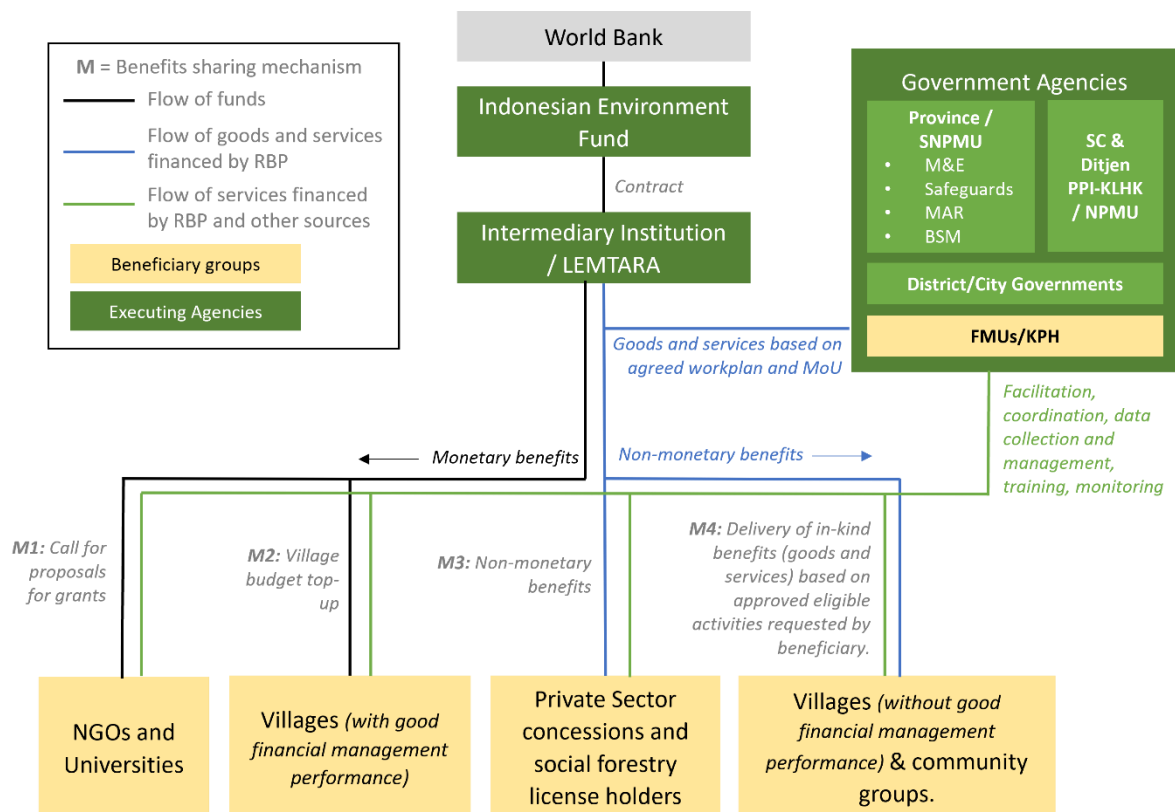 World Bank
M = Benefits sharing mechanism
Flow of funds
Flow of goods and services
financed by RBP
Flow of services financed
by RBP and other sources
Beneficiary groups
Executing Agencies
Indonesian Environment
Fund
Contract
Intermediary Institution
/ LEMTARA
Government Agencies
Province /
SNPMU
• M&E
• Safeguards
• MAR
• BSM
SC &
Ditjen
PPI-KLHK
/ NPMU
District/City Governments
FMUs/KPH
Goods and services based on
agreed workplan and MoU
Facilitation,
coordination, data
collection and
management,
training, monitoring
Monetary benefits
Non-monetary benefits
M1: Call for
proposals
for grants
M2: Village
budget top-
up
M3: Non-monetary
benefits
M4: Delivery of in-kind
benefits (goods and
services) based on
approved eligible
activities requested by
beneficiary.
NGOs and
Universities
Villages (with good
financial management
performance)
Private Sector
concessions and
social forestry
license holders
Villages (without good
financial management
performance) & community
groups.